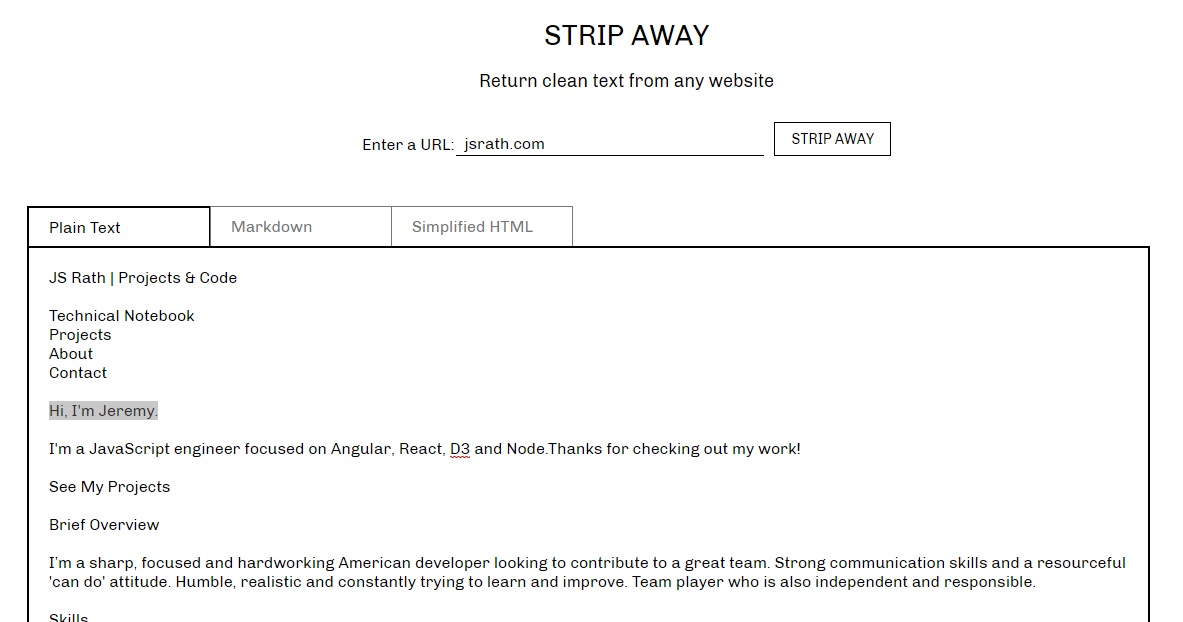 STRIP AWAY
Return clean text from any website
Enter a URL: jsrath.com STRIP AWAY
Plain Text Markdown Simplified HTML
JS Rath | Projects & Code
Technical Notebook
Projects
About
Contact
Hi, I'm Jeremy.
I'm a JavaScript engineer focused on Angular, React, D3 and Node.Thanks for checking out my work!
See My Projects
Brief Overview
I’m a sharp, focused and hardworking American developer looking to contribute to a great team. Strong communication skills and a resourceful
'can do' attitude. Humble, realistic and constantly trying to learn and improve. Team player who is also independent and responsible.
Skills